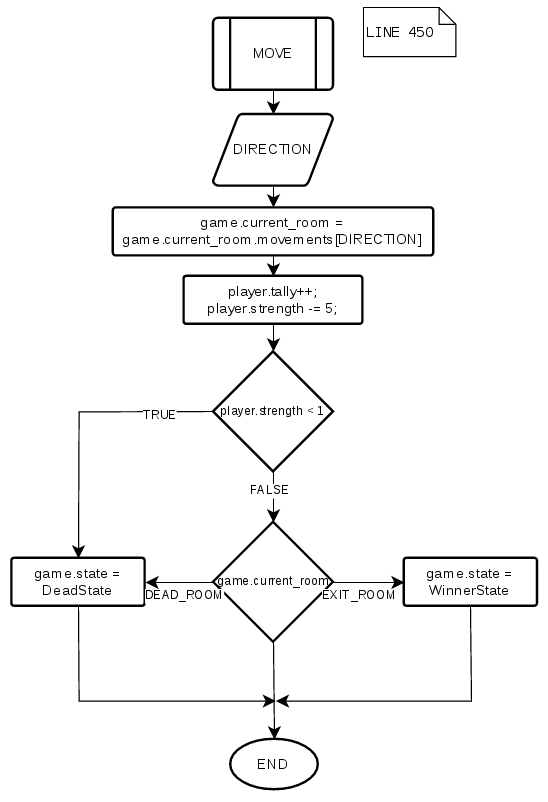 MOVE
LINE 450
DIRECTION
game.current_room =
game.current_room.movements[DIRECTION]
player.tally++;
player.strength -= 5;
player.strength < 1
TRUE
FALSE
game.state =
DeadState
game.current_room
game.state =
WinnerState
DEAD_ROOM
EXIT_ROOM
END